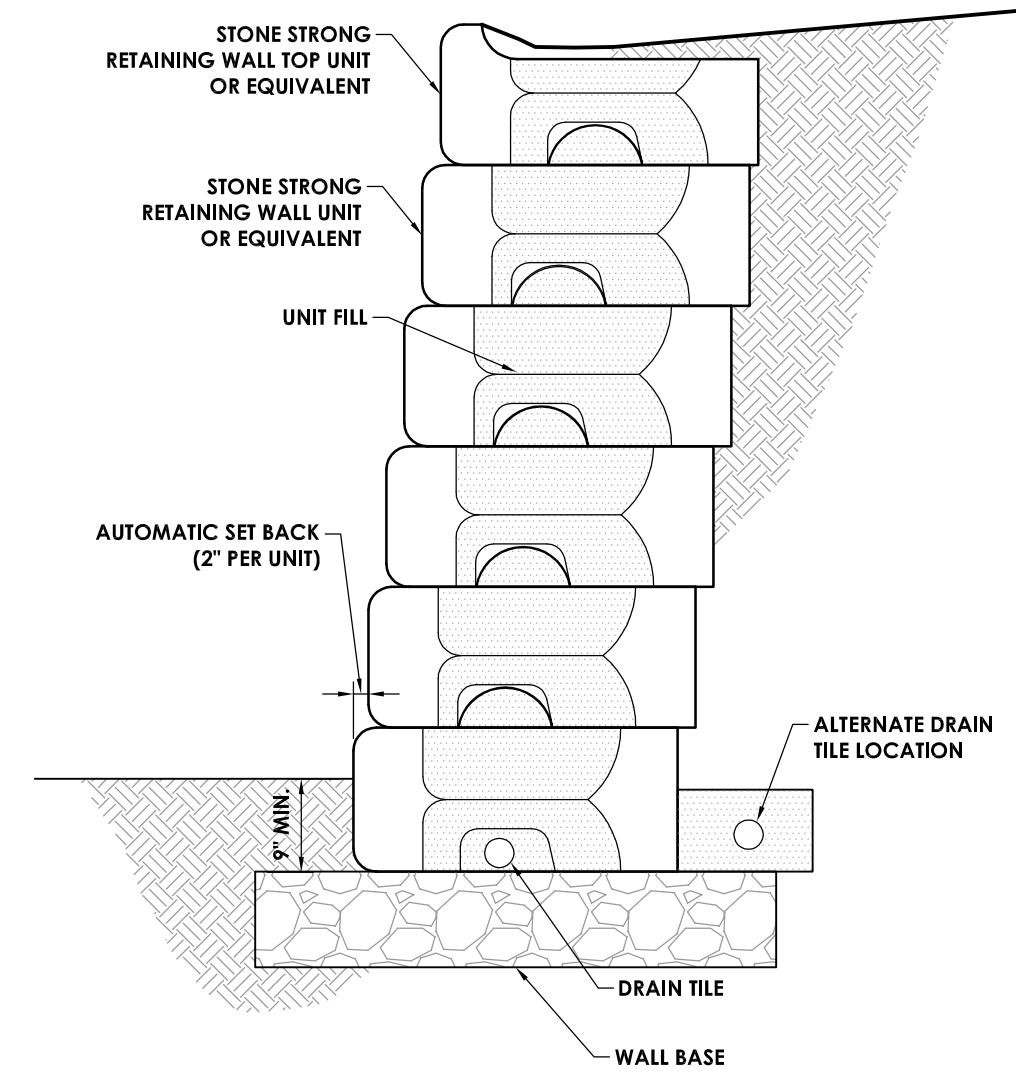 STONE STRONG
RETAINING WALL TOP UNIT
OR EQUIVALENT
STONE STRONG
RETAINING WALL UNIT
OR EQUIVALENT
UNIT FILL
AUTOMATIC SET BACK
(2" PER UNIT)
ALTERNATE DRAIN
TILE LOCATION
9" MIN.
DRAIN TILE
WALL BASE